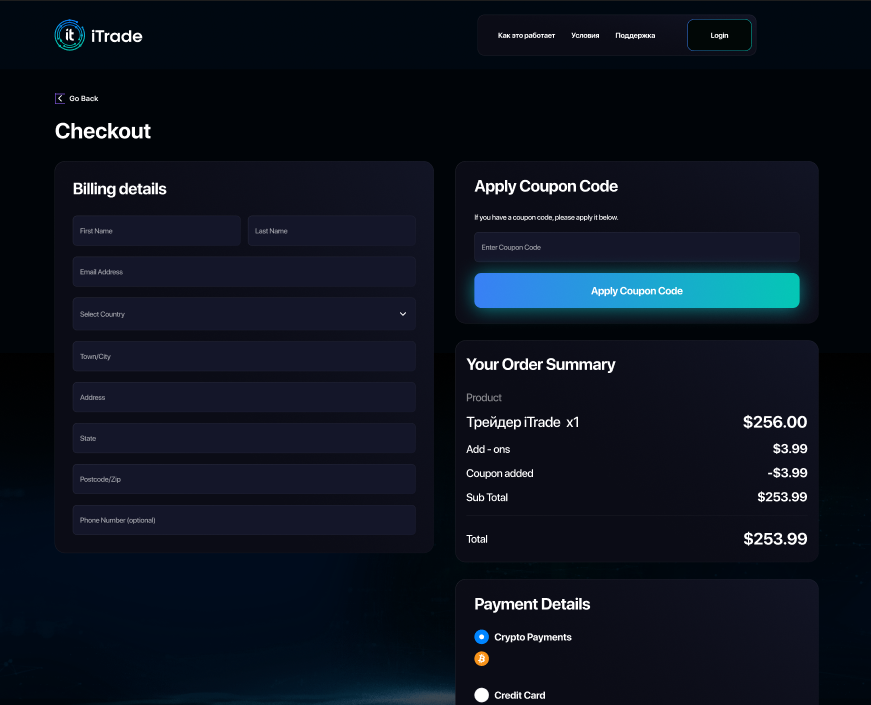 it iTrade
Как это работает Условия Поддержка Login
Go Back
Checkout
Billing details
First Name Last Name
Email Address
Select Country
Town/City
Address
State
Postcode/Zip
Phone Number (optional)
Apply Coupon Code
If you have a coupon code, please apply it below.
Enter Coupon Code
Apply Coupon Code
Your Order Summary
Product
Трейдер iTrade x1 $256.00
Add - ons $3.99
Coupon added -$3.99
Sub Total $253.99
Total $253.99
Payment Details
Crypto Payments
Credit Card